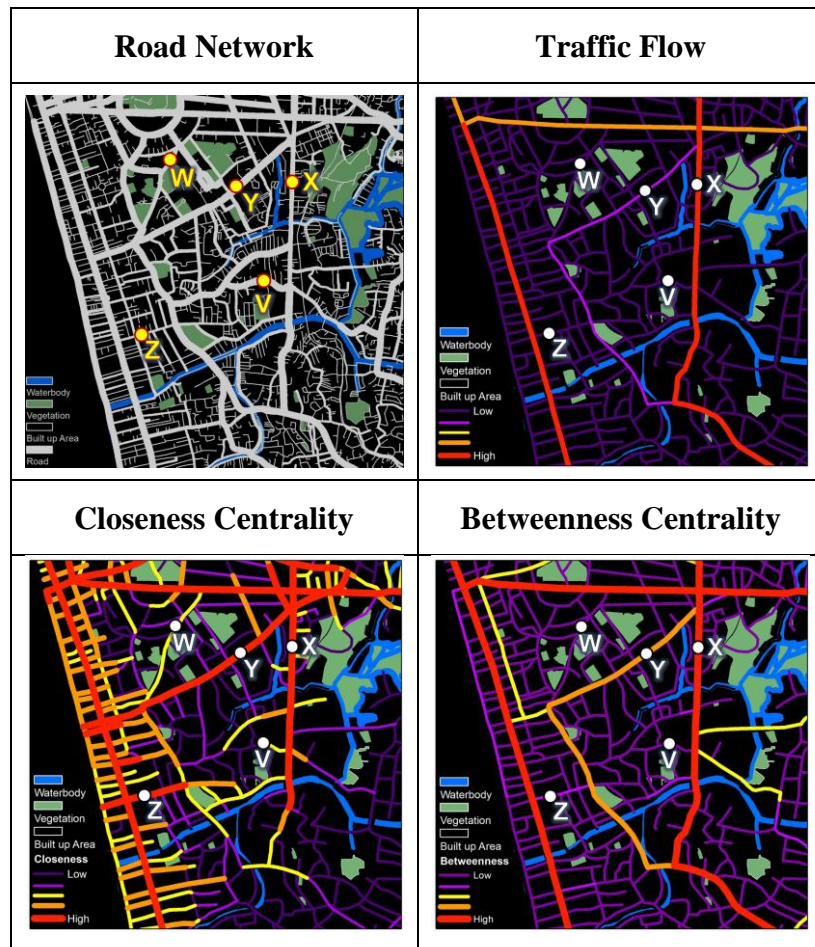 Road Network
Traffic Flow
W
Y
X
V
Z
Waterbody
Vegetation
Built up Area
Road
W
Y
X
V
Z
Waterbody
Vegetation
Built up Area
Low
High
Closeness Centrality
Betweenness Centrality
W
Y
X
V
Z
Waterbody
Vegetation
Built up Area
Closeness
Low
High
W
Y
X
V
Z
Waterbody
Vegetation
Built up Area
Betweenness
Low
High